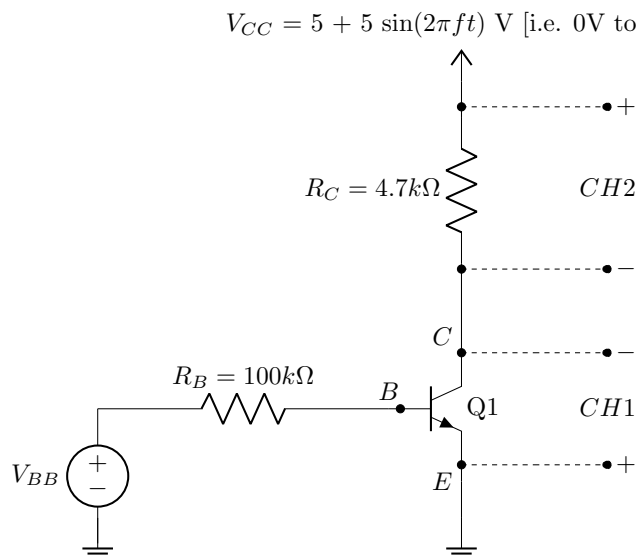 V_{CC} = 5 + 5 sin(2πft) V [i.e. 0V to
+
R_C = 4.7kΩ
CH2
−
C
−
R_B = 100kΩ
B
Q1
CH1
V_{BB}
+
−
E
+